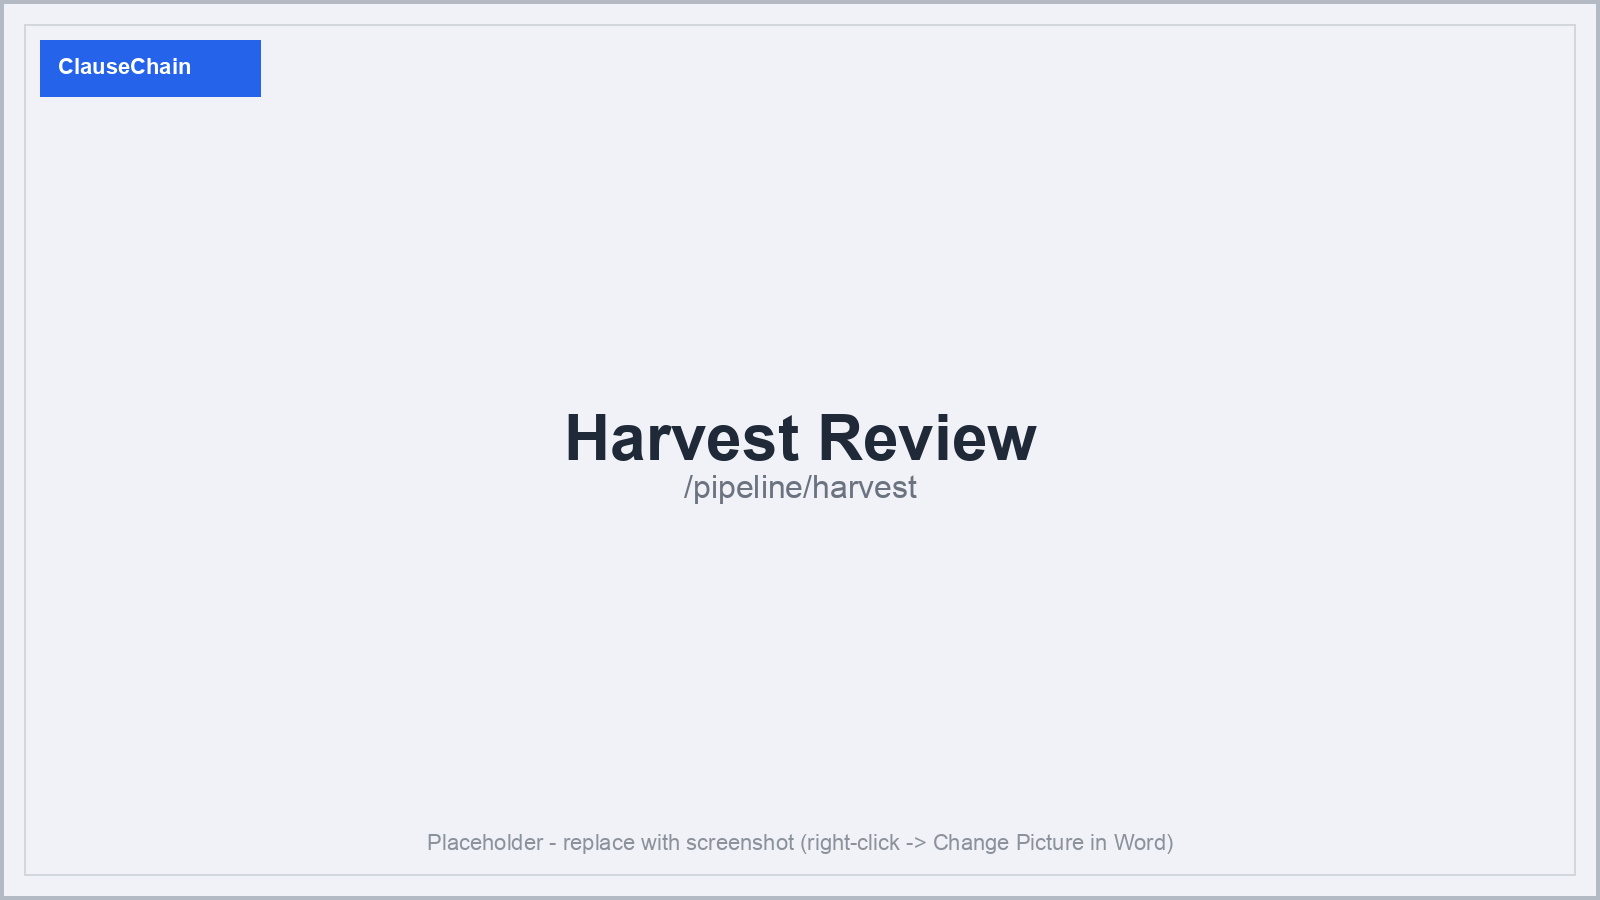 ClauseChain
Harvest Review
/pipeline/harvest
Placeholder - replace with screenshot (right-click -> Change Picture in Word)